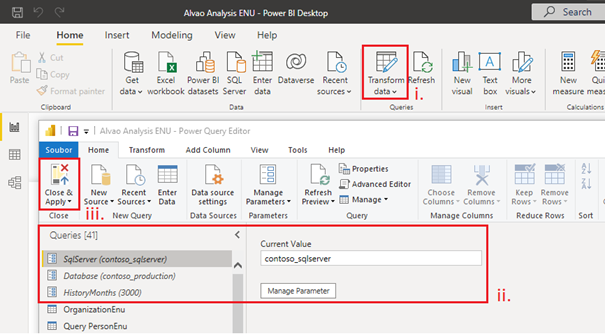 Alvao Analysis ENU - Power BI Desktop
Search
File Home Insert Modeling View Help
Paste
Cut
Copy
Format painter
Get data
Excel workbook
Power BI datasets
SQL Server
Enter data
Dataverse
Recent sources
Transform data
Refresh
New visual
Text box
More visuals
New measure
Quick
meas
i.
Clipboard Data Queries Insert Calculations
Alvao Analysis ENU - Power Query Editor
Soubor Home Transform Add Column View Tools Help
Close & Apply
New Source
Recent Sources
Enter Data
Data source settings
Manage Parameters
Refresh Preview
Properties
Advanced Editor
Manage
Choose Columns
Remove Columns
Keep Rows
Remove Rows
iii.
Close New Query Data Sources Parameters Query Manage Columns Reduce Rows Sort
Queries [41]
SqlServer (contoso_sqlserver)
Database (contoso_production)
HistoryMonths (3000)
OrganizationEnu
Query PersonEnu
Current Value
contoso_sqlserver
Manage Parameter
ii.